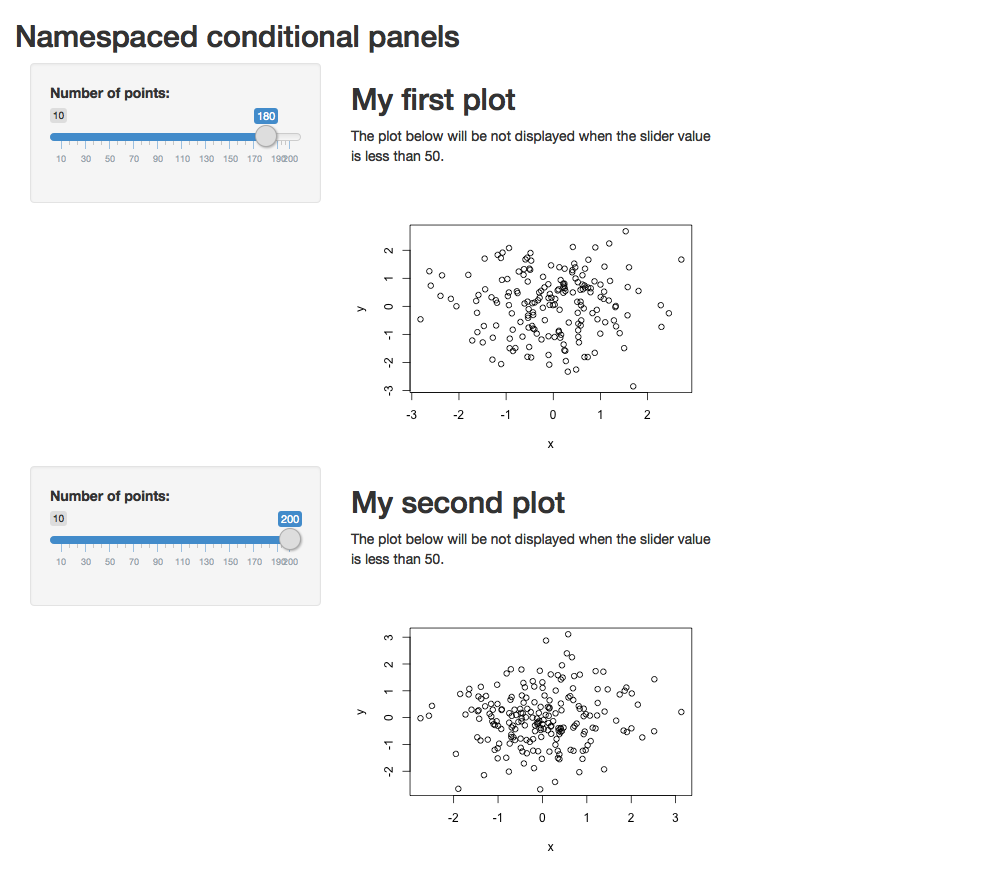 Namespaced conditional panels
Number of points:
10 180
10 30 50 70 90 110 130 150 170 190 200
My first plot
The plot below will be not displayed when the slider value
is less than 50.
y
2
1
0
-1
-2
-3
-3 -2 -1 0 1 2
x
Number of points:
10 200
10 30 50 70 90 110 130 150 170 190 200
My second plot
The plot below will be not displayed when the slider value
is less than 50.
y
3
2
1
0
-1
-2
-2 -1 0 1 2 3
x